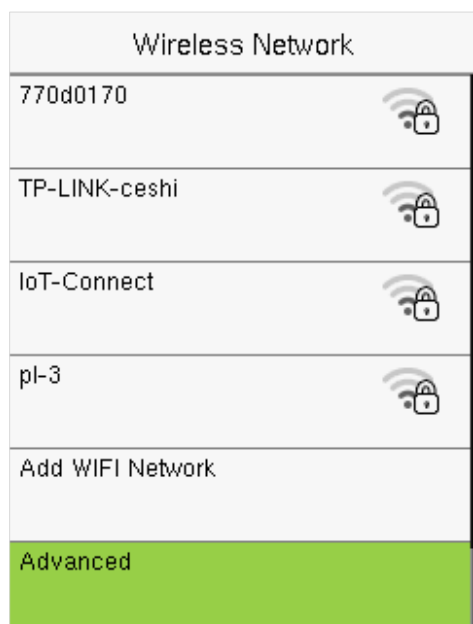 Wireless Network
770d0170
TP-LINK-ceshi
IoT-Connect
pl-3
Add WIFI Network
Advanced